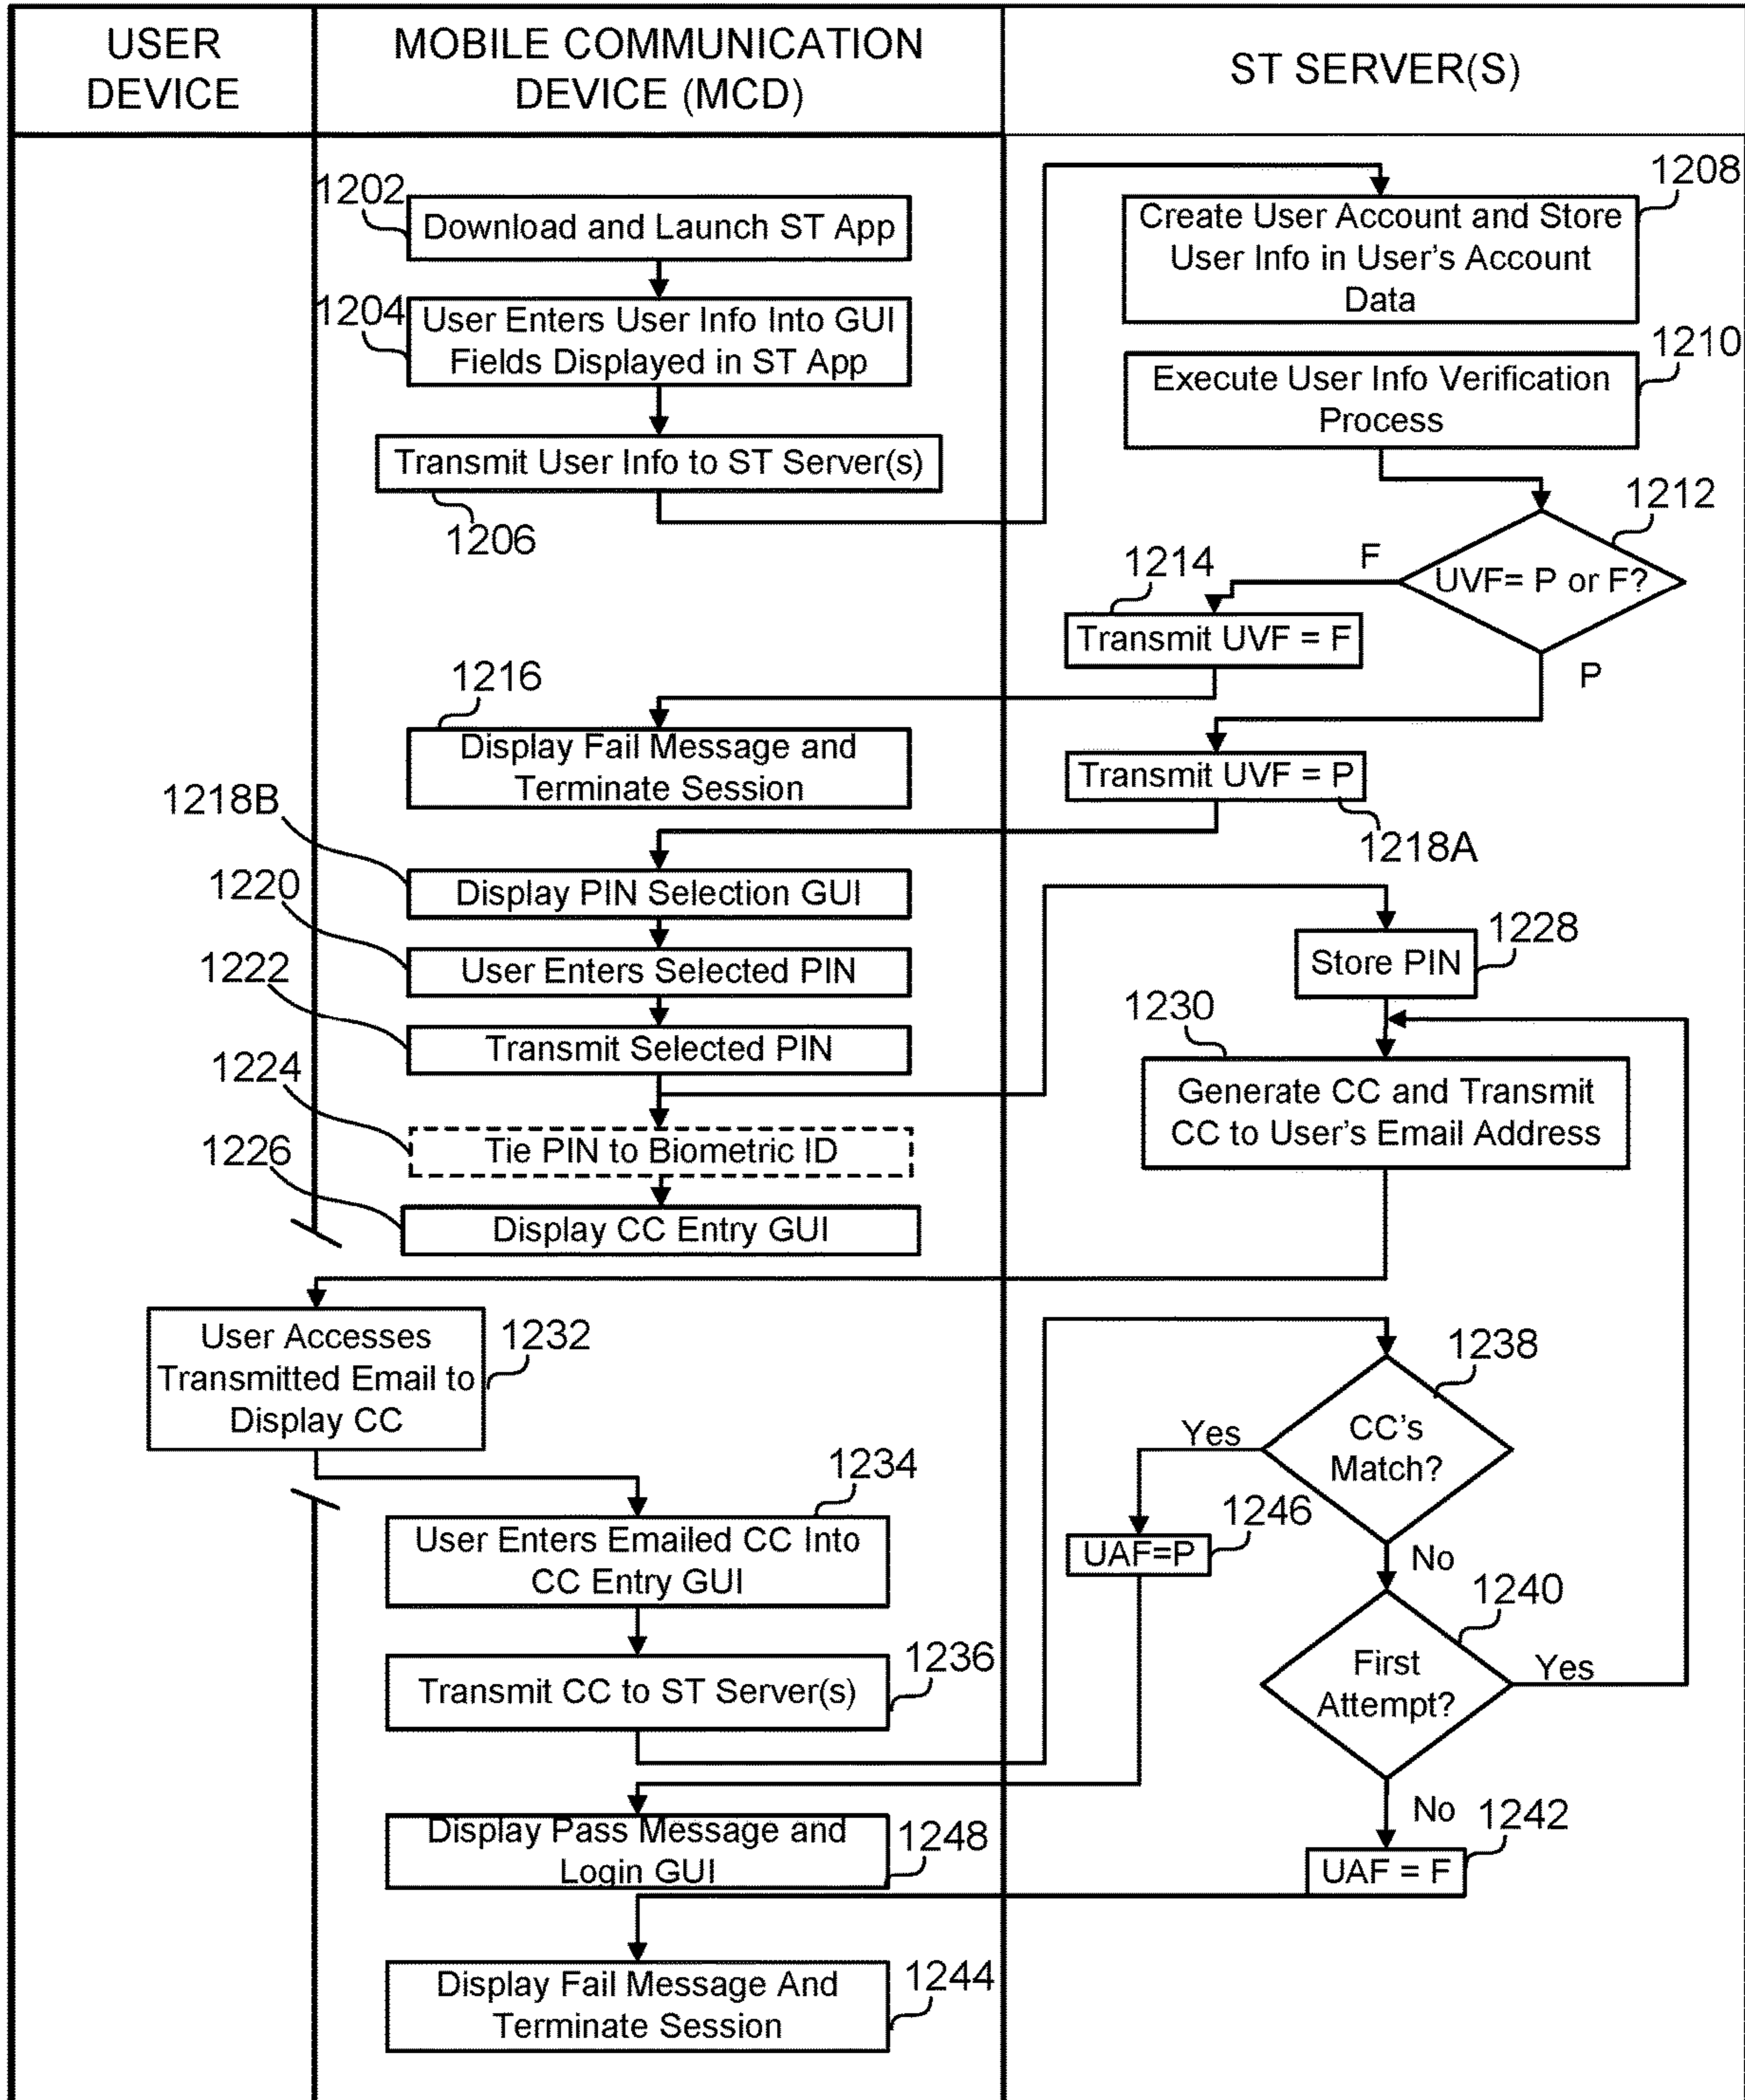 USER
DEVICE
MOBILE COMMUNICATION
DEVICE (MCD)
ST SERVER(S)
1202
Download and Launch ST App
1204
User Enters User Info Into GUI
Fields Displayed in ST App
Transmit User Info to ST Server(s)
1206
1208
Create User Account and Store
User Info in User's Account
Data
1210
Execute User Info Verification
Process
1212
UVF= P or F?
F
P
1214
Transmit UVF = F
1216
Display Fail Message and
Terminate Session
Transmit UVF = P
1218A
1218B
Display PIN Selection GUI
1220
User Enters Selected PIN
1222
Transmit Selected PIN
1224
Tie PIN to Biometric ID
1226
Display CC Entry GUI
1228
Store PIN
1230
Generate CC and Transmit
CC to User's Email Address
User Accesses
Transmitted Email to
Display CC
1232
1234
User Enters Emailed CC Into
CC Entry GUI
1236
Transmit CC to ST Server(s)
1238
CC's
Match?
Yes
No
1246
UAF=P
1240
First
Attempt?
Yes
No
1242
UAF = F
Display Pass Message and
Login GUI
1248
Display Fail Message And
Terminate Session
1244